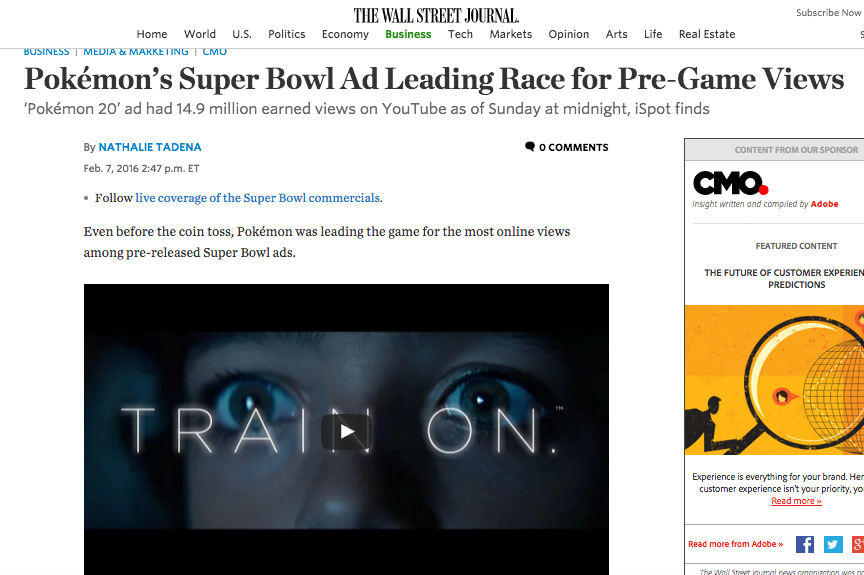 THE WALL STREET JOURNAL.
Subscribe Now
Home World U.S. Politics Economy Business Tech Markets Opinion Arts Life Real Estate
BUSINESS | MEDIA & MARKETING | CMO
Pokémon's Super Bowl Ad Leading Race for Pre-Game Views
'Pokémon 20' ad had 14.9 million earned views on YouTube as of Sunday at midnight, iSpot finds
By NATHALIE TADENA
0 COMMENTS
Feb. 7, 2016 2:47 p.m. ET
• Follow live coverage of the Super Bowl commercials.
Even before the coin toss, Pokémon was leading the game for the most online views
among pre-released Super Bowl ads.
TRAIN ON.™
CONTENT FROM OUR SPONSOR
CMO.
Insight written and compiled by Adobe
FEATURED CONTENT
THE FUTURE OF CUSTOMER EXPERIEN
PREDICTIONS
Experience is everything for your brand. Her
customer experience isn't your priority, yo
Read more »
Read more from Adobe »
The Wall Street Journal news organization was no